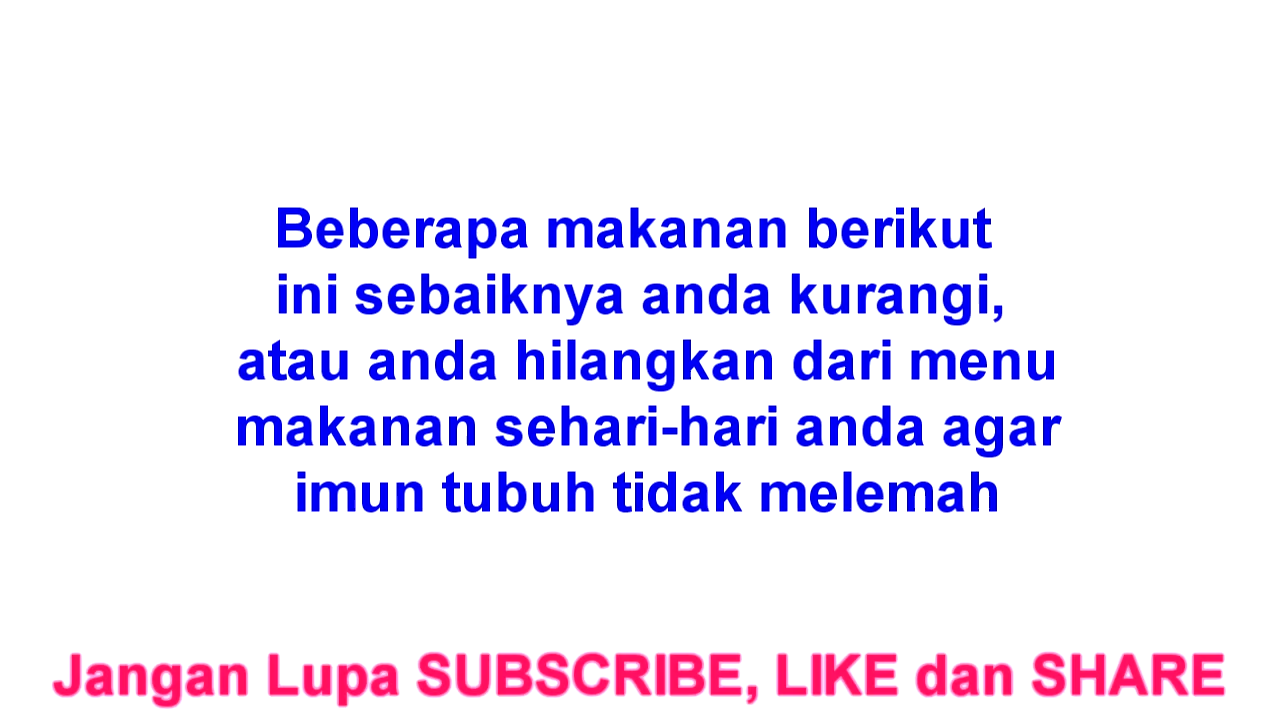 Beberapa makanan berikut
ini sebaiknya anda kurangi,
atau anda hilangkan dari menu
makanan sehari-hari anda agar
imun tubuh tidak melemah
Jangan Lupa SUBSCRIBE, LIKE dan SHARE